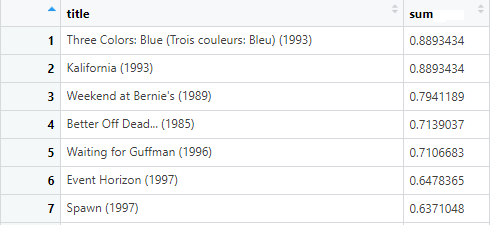 title sum
1 Three Colors: Blue (Trois couleurs: Bleu) (1993) 0.8893434
2 Kalifornia (1993) 0.8893434
3 Weekend at Bernie's (1989) 0.7941189
4 Better Off Dead... (1985) 0.7139037
5 Waiting for Guffman (1996) 0.7106683
6 Event Horizon (1997) 0.6478365
7 Spawn (1997) 0.6371048